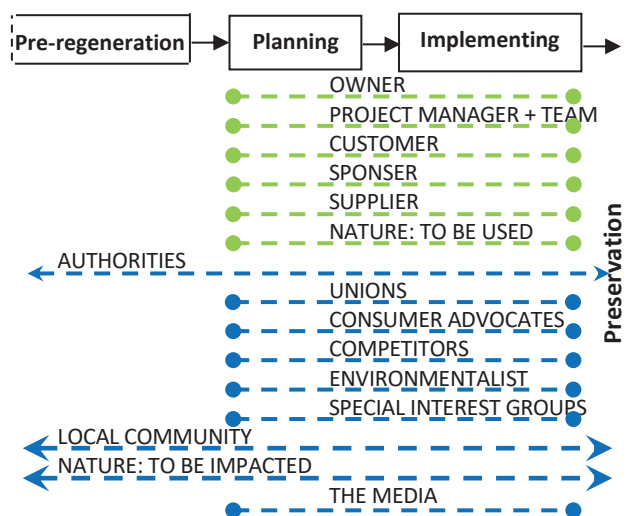 Pre-regeneration
Planning
Implementing
OWNER
PROJECT MANAGER + TEAM
CUSTOMER
SPONSER
SUPPLIER
NATURE: TO BE USED
AUTHORITIES
UNIONS
CONSUMER ADVOCATES
COMPETITORS
ENVIRONMENTALIST
SPECIAL INTEREST GROUPS
LOCAL COMMUNITY
NATURE: TO BE IMPACTED
THE MEDIA
Preservation